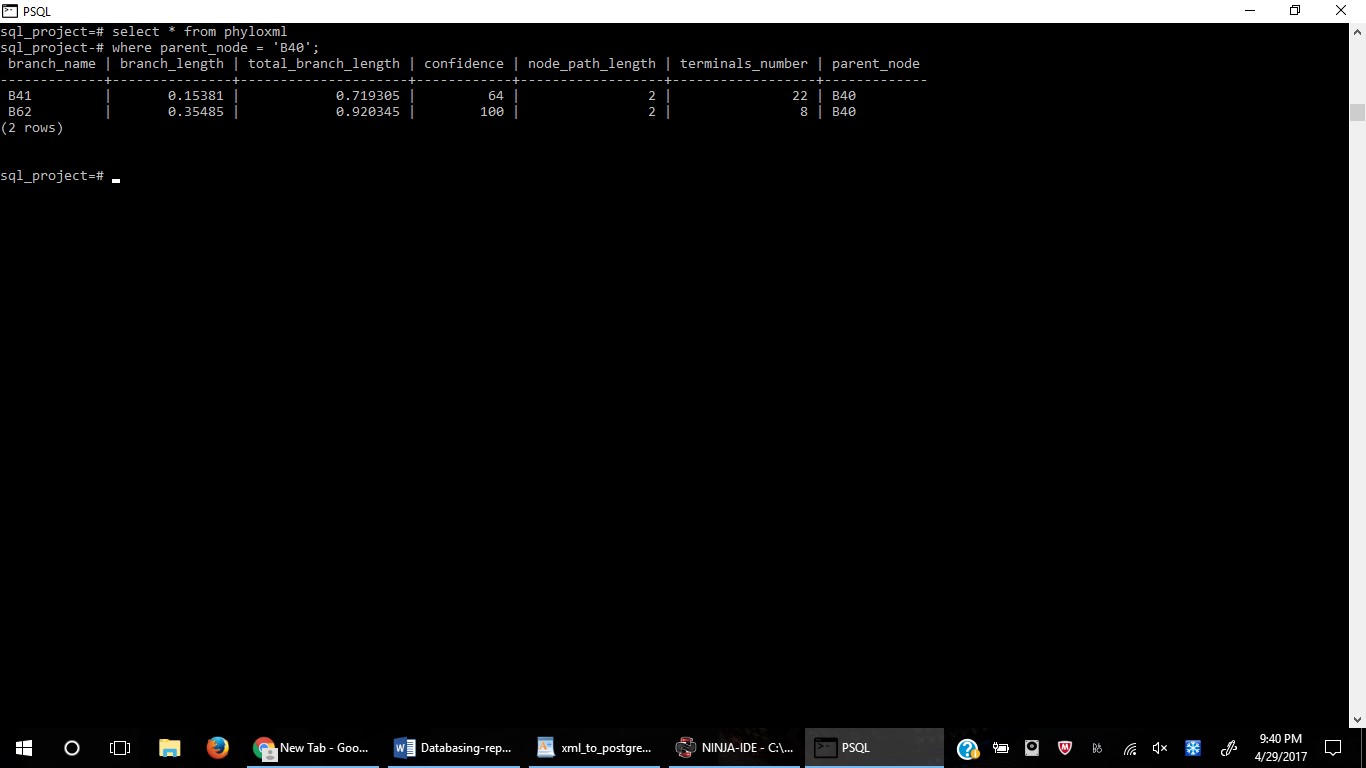 PSQL
sql_project=# select * from phyloxml
sql_project-# where parent_node = 'B40';
 branch_name | branch_length | total_branch_length | confidence | node_path_length | terminals_number | parent_node
-------------+---------------+---------------------+------------+------------------+------------------+-------------
 B41         |       0.15381 |            0.719305 |         64 |                2 |               22 | B40
 B62         |       0.35485 |            0.920345 |        100 |                2 |                8 | B40
(2 rows)
sql_project=#
New Tab - Goo...
Databasing-rep...
xml_to_postgre...
NINJA-IDE - C:\...
PSQL
9:40 PM
4/29/2017